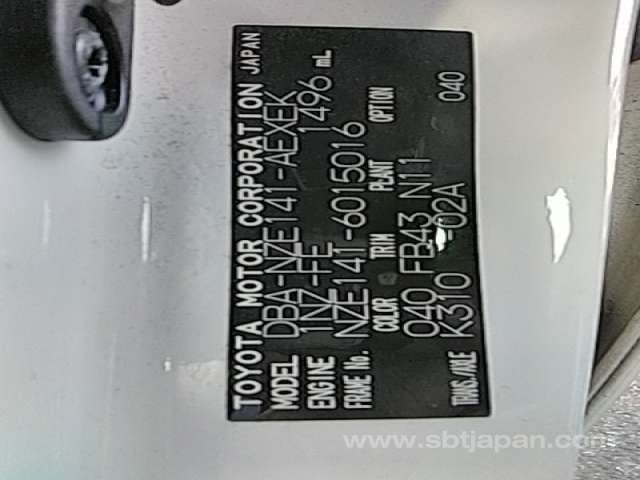 TOYOTA MOTOR CORPORATION JAPAN
MODEL DBA-NZE141-AEXEK
ENGINE 1NZ-FE 1496 mL
FRAME No. NZE141-6015016
COLOR TRIM PLANT OPTION
040 FB43 N11
TRANS./AXLE K310 -02A 040
www.sbtjapan.com